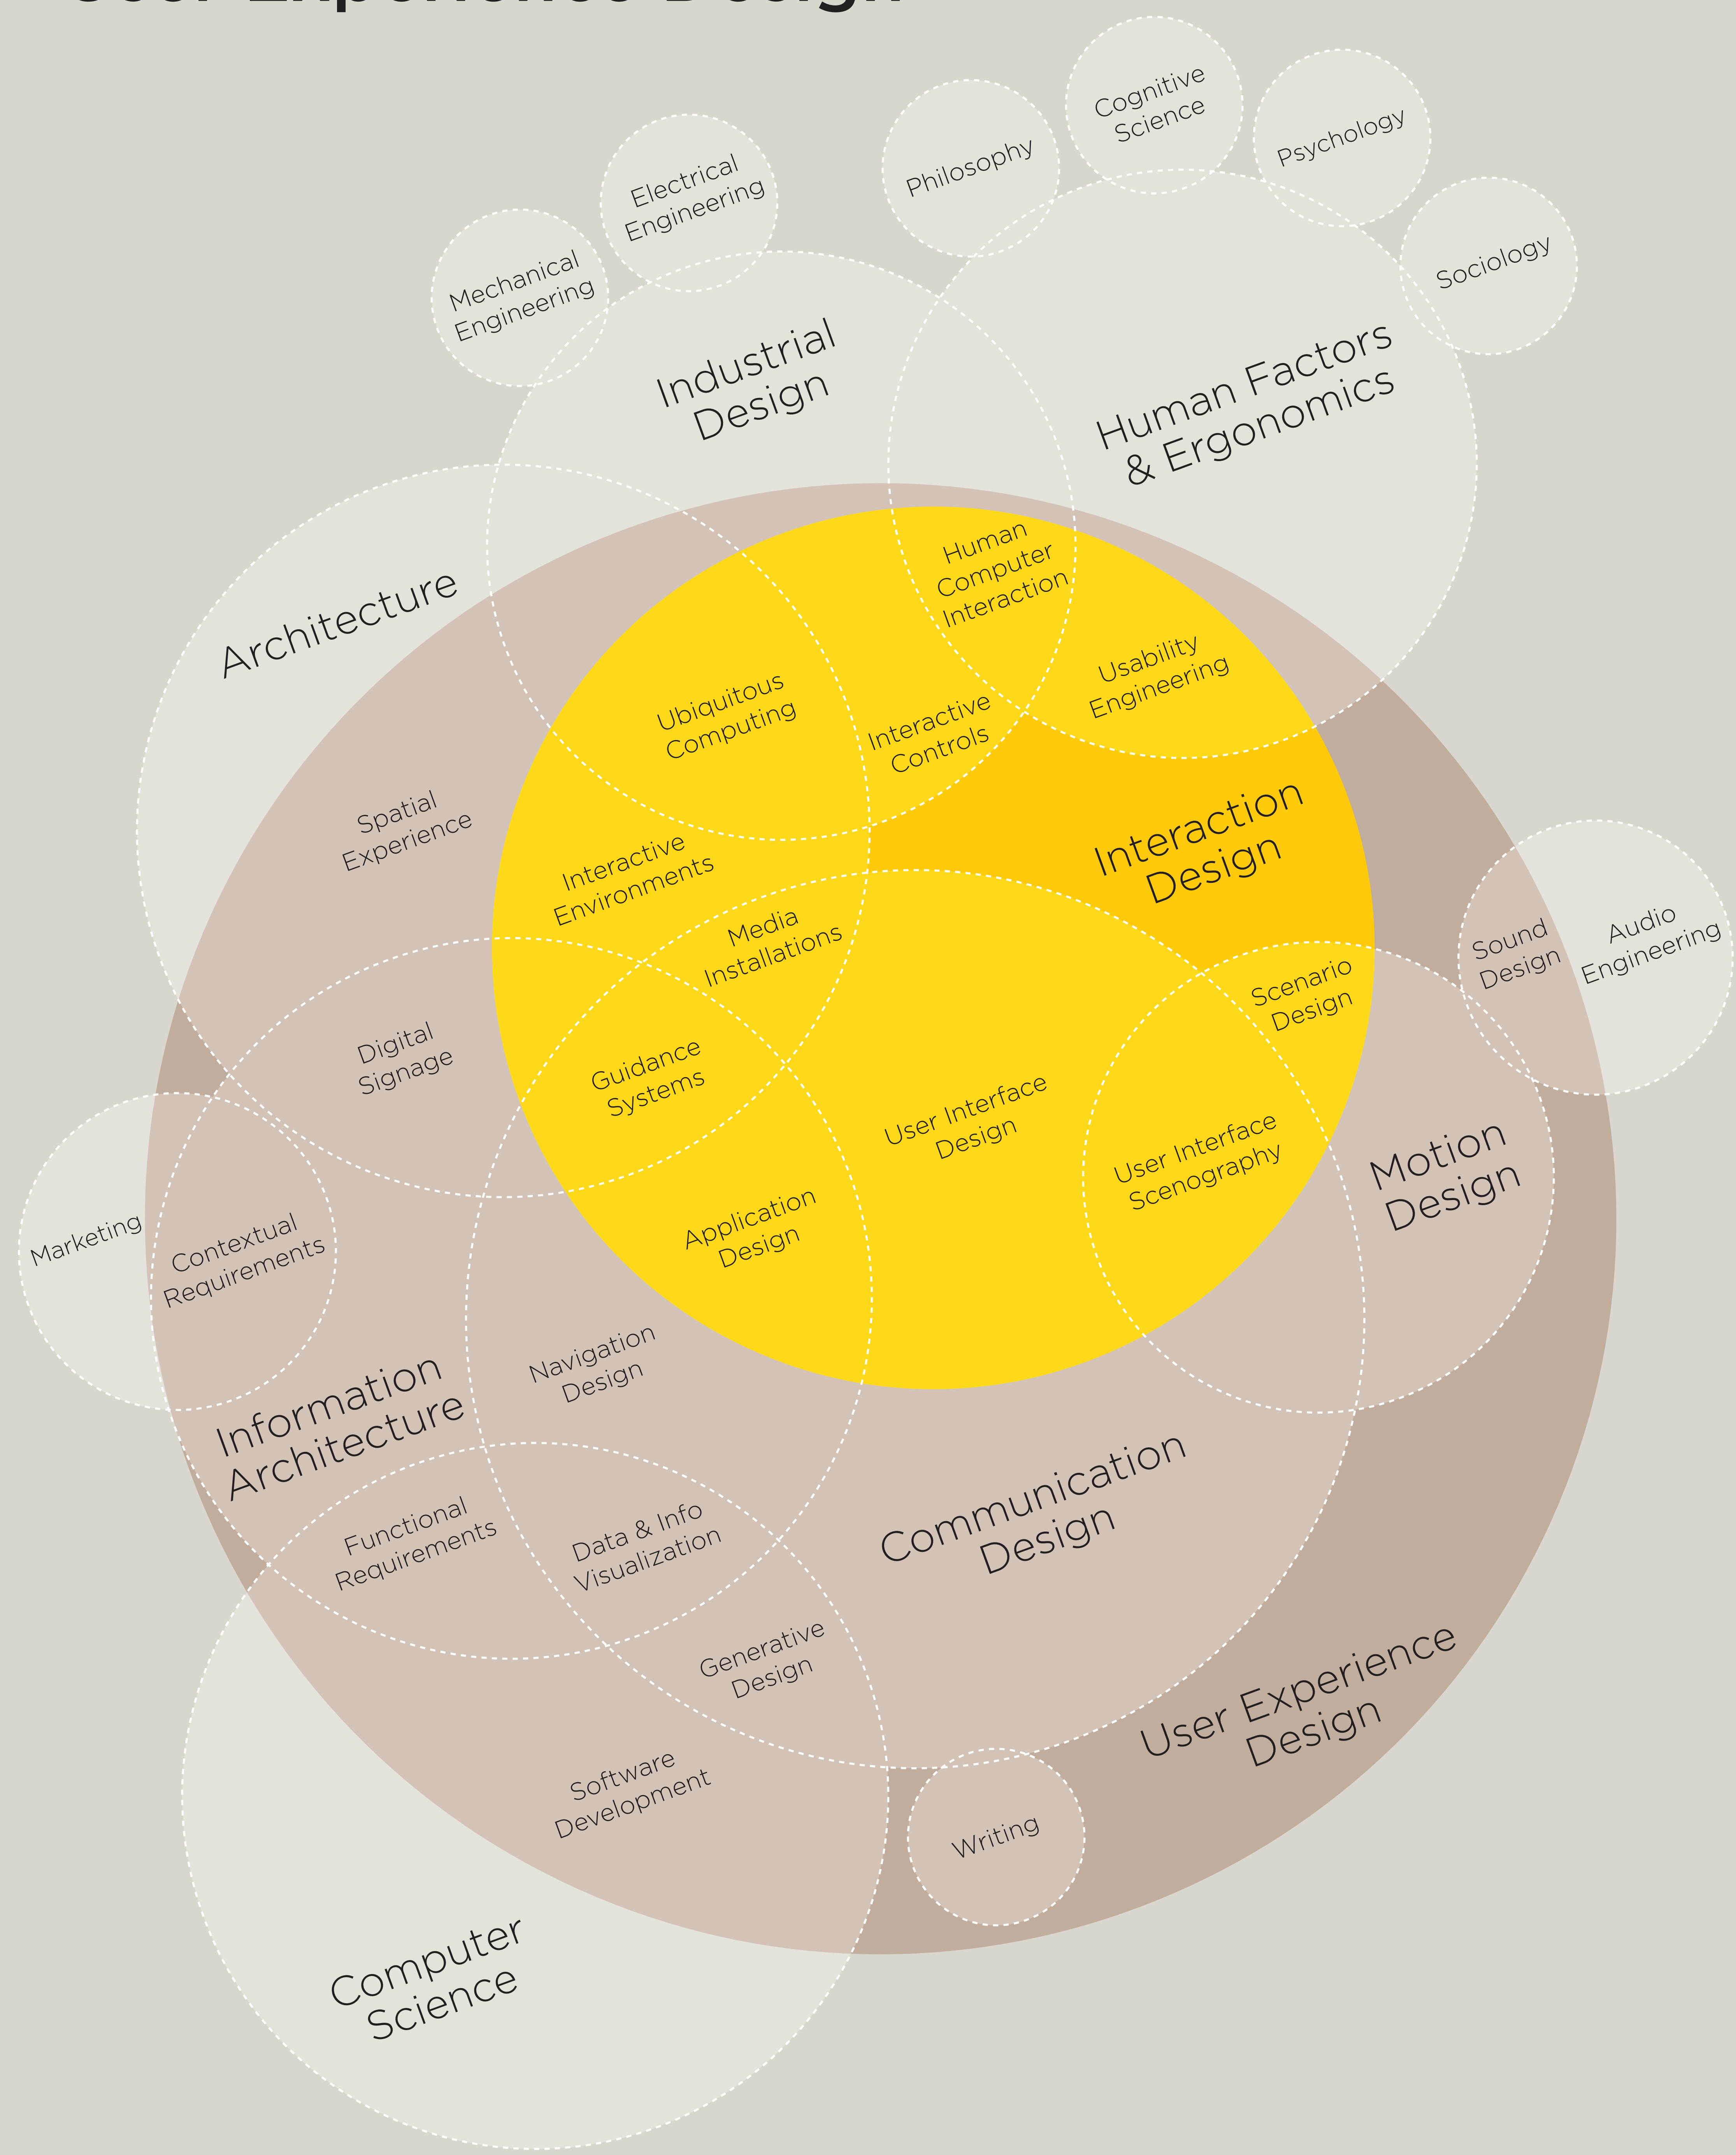 User Experience Design
Cognitive
Science
Psychology
Philosophy
Electrical
Engineering
Sociology
Mechanical
Engineering
Industrial
Design
Human Factors
& Ergonomics
Architecture
Human
Computer
Interaction
Usability
Engineering
Ubiquitous
Computing
Interactive
Controls
Spatial
Experience
Interaction
Design
Interactive
Environments
Media
Installations
Sound
Design
Audio
Engineering
Scenario
Design
Digital
Signage
Guidance
Systems
User Interface
Design
User Interface
Scenography
Motion
Design
Marketing
Contextual
Requirements
Application
Design
Navigation
Design
Information
Architecture
Communication
Design
Functional
Requirements
Data & Info
Visualization
Generative
Design
User Experience
Design
Software
Development
Writing
Computer
Science